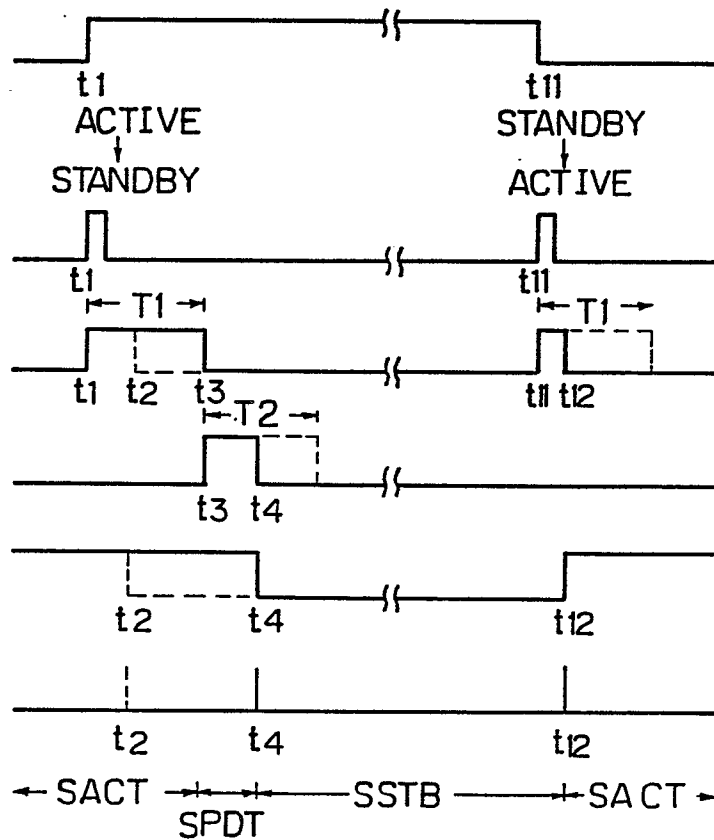 t1 t11
ACTIVE STANDBY
STANDBY ACTIVE
t1 t11
T1 T1
t1 t2 t3 t11 t12
T2
t3 t4
t2 t4 t12
t2 t4 t12
SACT SSTB SACT
SPDT